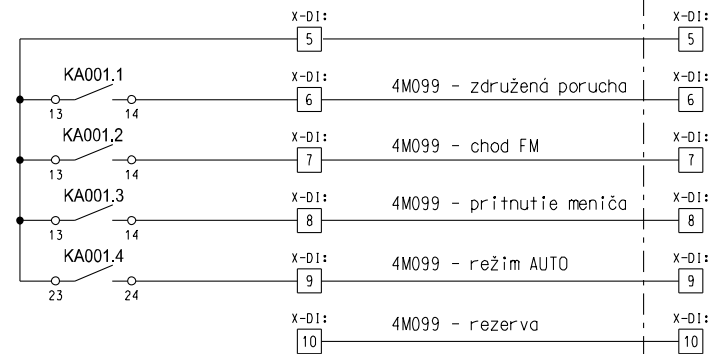 X-DI: X-DI:
5 5
KA001.1 X-DI: 4M099 - združená porucha X-DI:
13 14 6 6
KA001.2 X-DI: 4M099 - chod FM X-DI:
13 14 7 7
KA001.3 X-DI: 4M099 - pritnutie meniča X-DI:
13 14 8 8
KA001.4 X-DI: 4M099 - režim AUTO X-DI:
23 24 9 9
X-DI: 4M099 - rezerva X-DI:
10 10